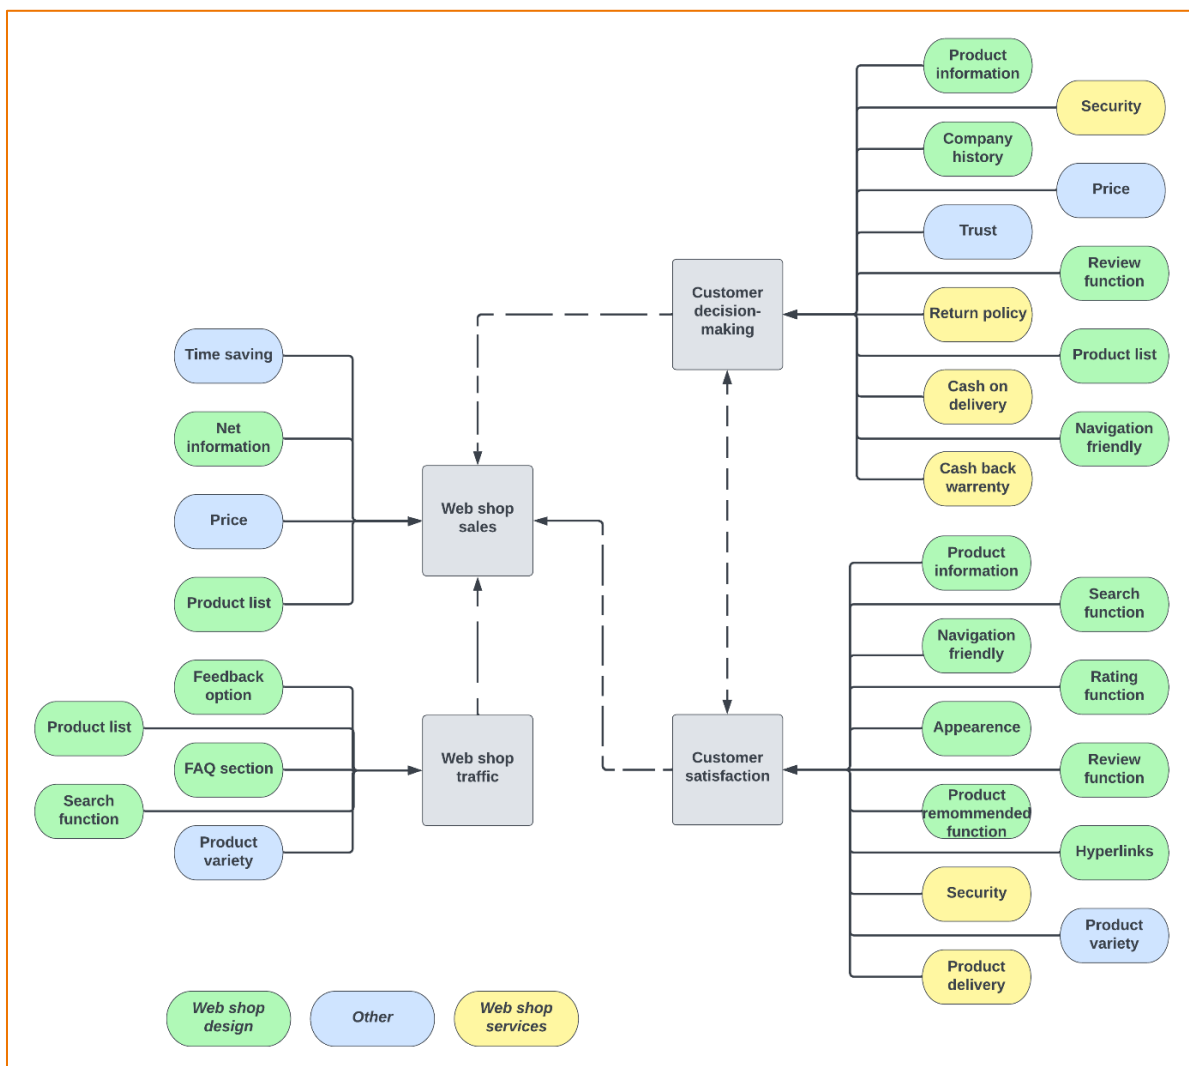 Product
information
Security
Company
history
Price
Trust
Review
function
Return policy
Product list
Cash on
delivery
Navigation
friendly
Cash back
warrenty
Customer
decision-
making
Time saving
Net
information
Price
Product list
Web shop
sales
Feedback
option
Product list
FAQ section
Search
function
Product
variety
Web shop
traffic
Customer
satisfaction
Product
information
Search
function
Navigation
friendly
Rating
function
Appearence
Review
function
Product
remommended
function
Hyperlinks
Security
Product
variety
Product
delivery
Web shop
design
Other
Web shop
services